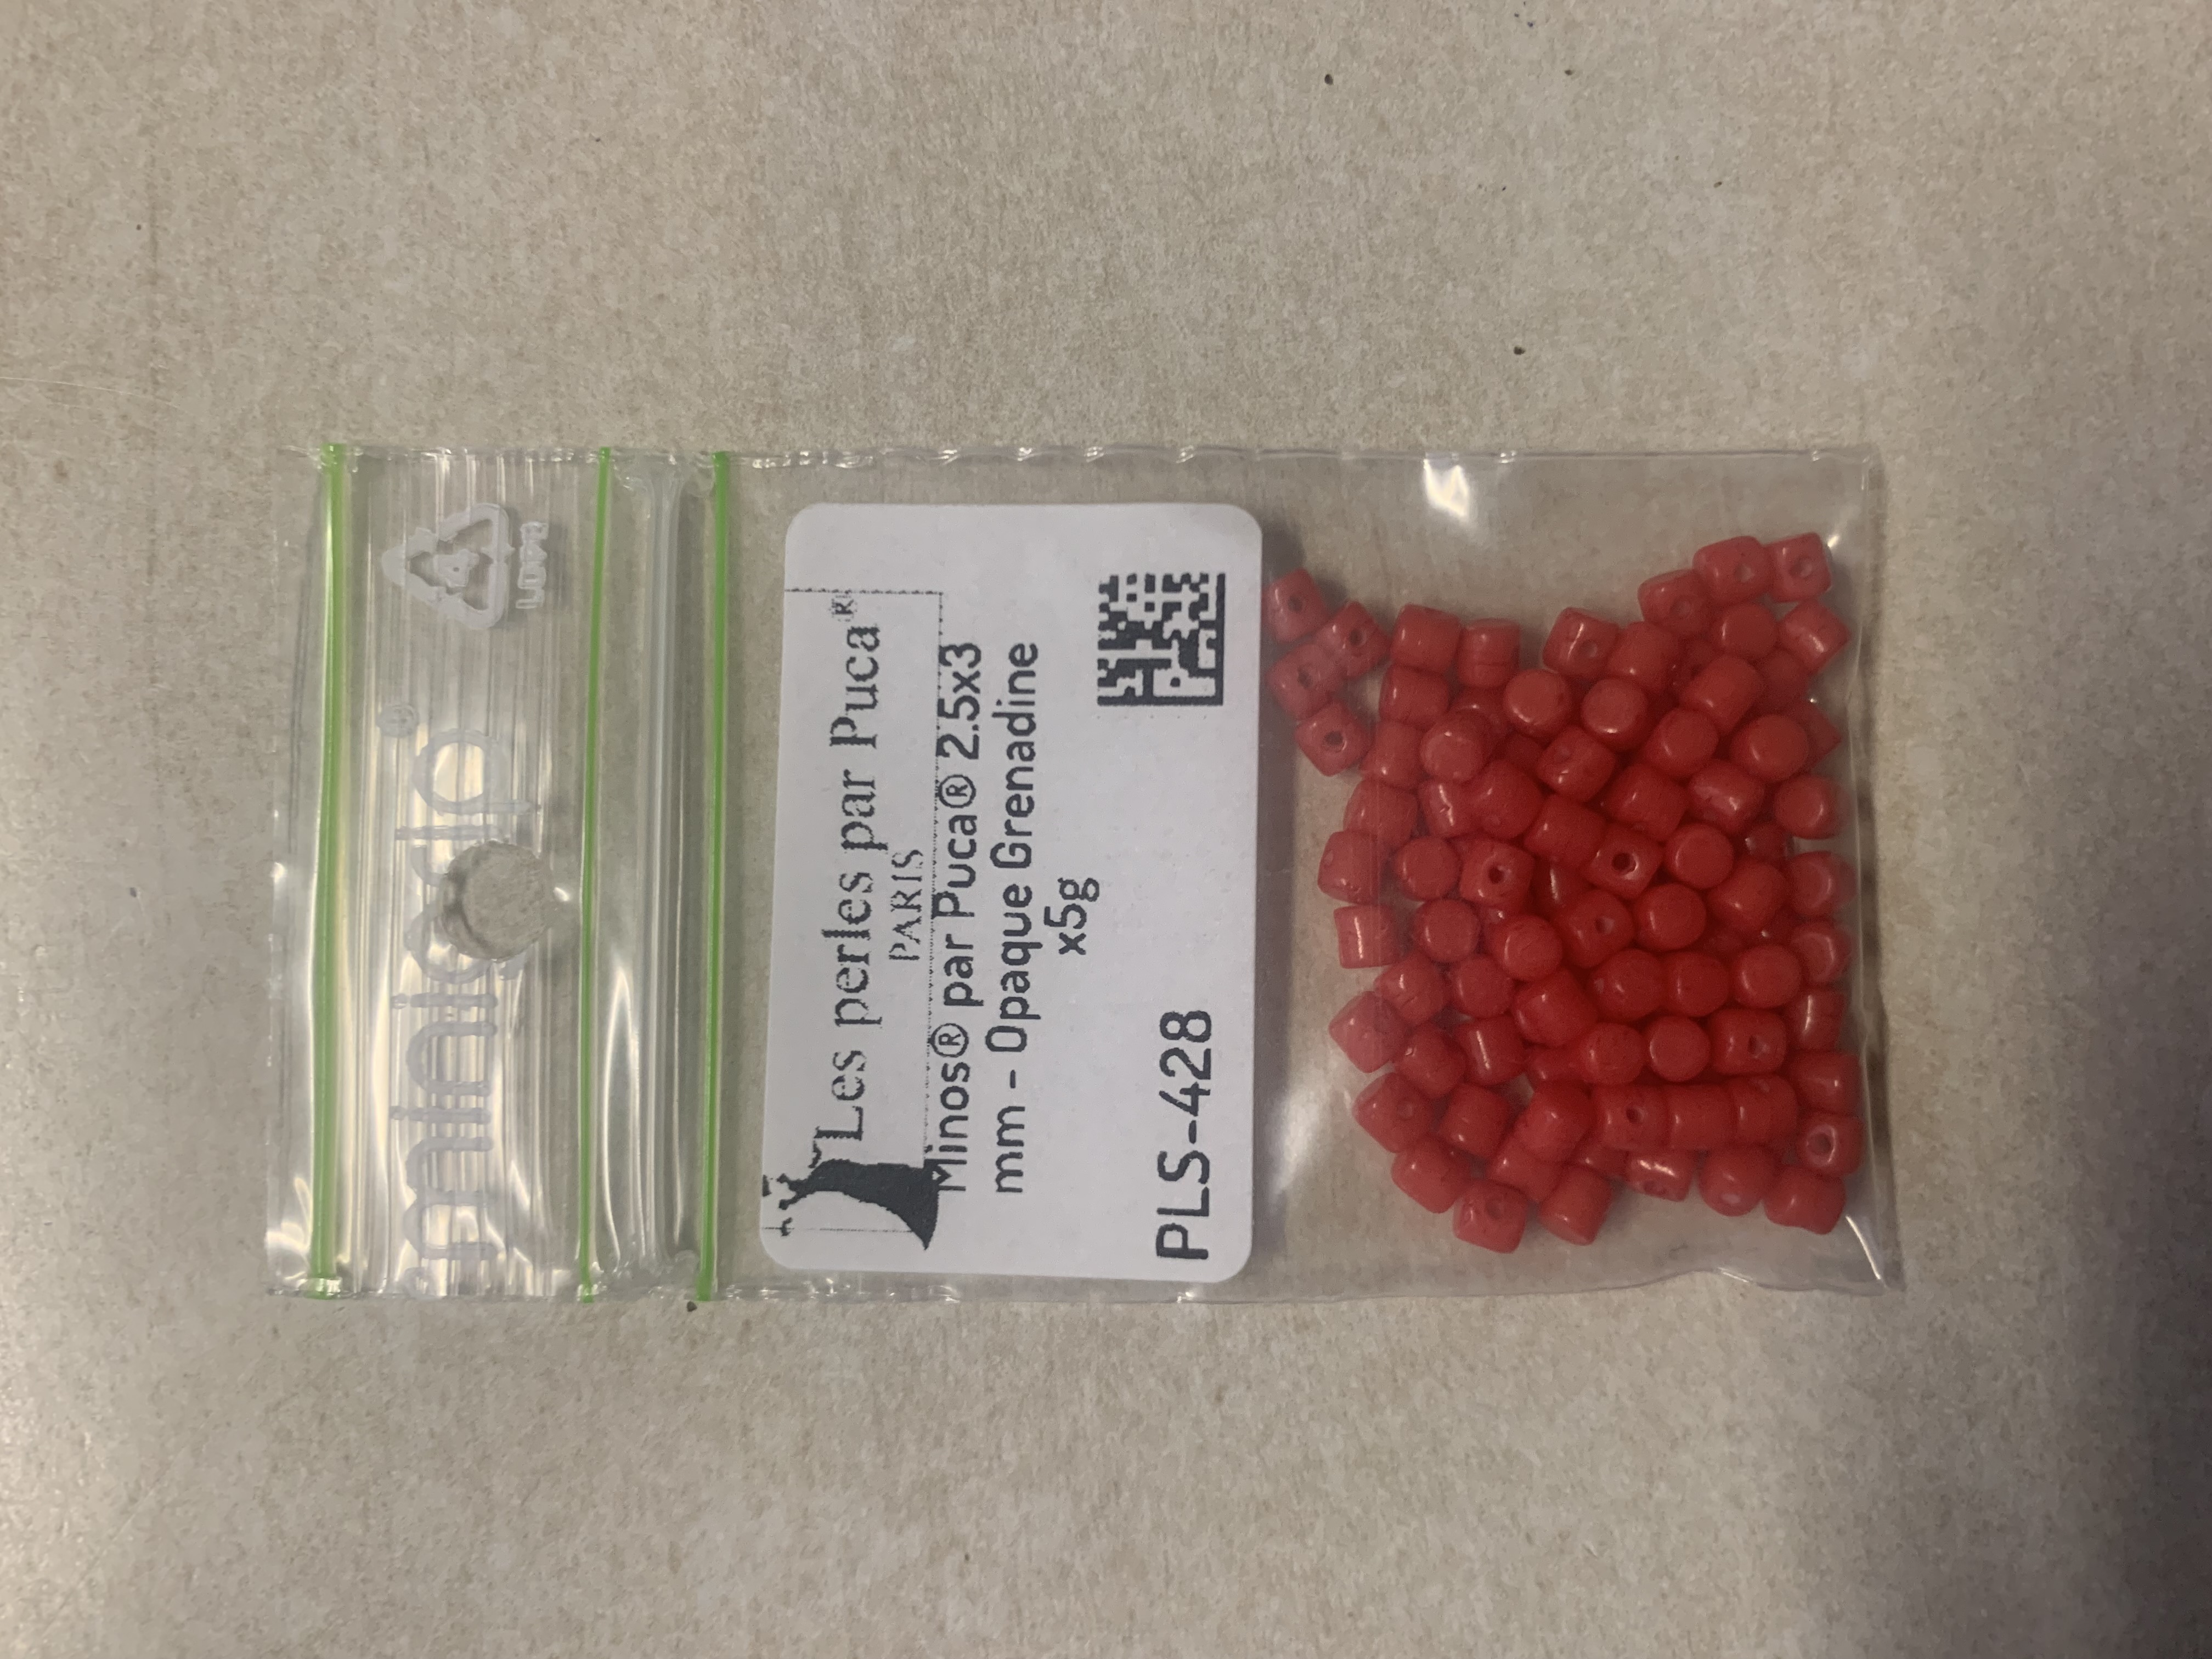 minigrip®
4
LDPE
Les perles par Puca®
PARIS
Minos® par Puca® 2.5x3
mm - Opaque Grenadine
x5g
PLS-428